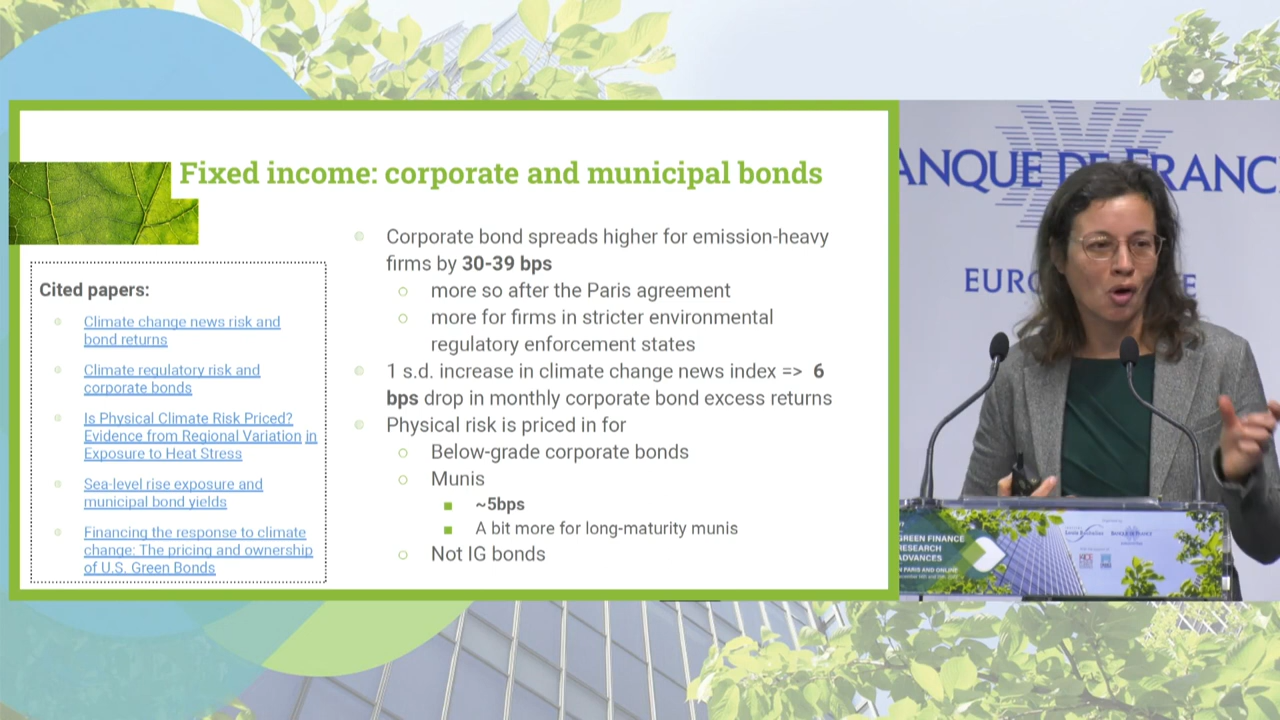 Fixed income: corporate and municipal bonds
Cited papers:
Climate change news risk and
bond returns
Climate regulatory risk and
corporate bonds
Is Physical Climate Risk Priced?
Evidence from Regional Variation in
Exposure to Heat Stress
Sea-level rise exposure and
municipal bond yields
Financing the response to climate
change: The pricing and ownership
of U.S. Green Bonds
Corporate bond spreads higher for emission-heavy
firms by 30-39 bps
more so after the Paris agreement
more for firms in stricter environmental
regulatory enforcement states
1 s.d. increase in climate change news index => 6
bps drop in monthly corporate bond excess returns
Physical risk is priced in for
Below-grade corporate bonds
Munis
~5bps
A bit more for long-maturity munis
Not IG bonds
ANQUE DE FRANC
EURO
E
GREEN FINANCE
RESEARCH
ADVANCES
N PARIS AND ONLINE